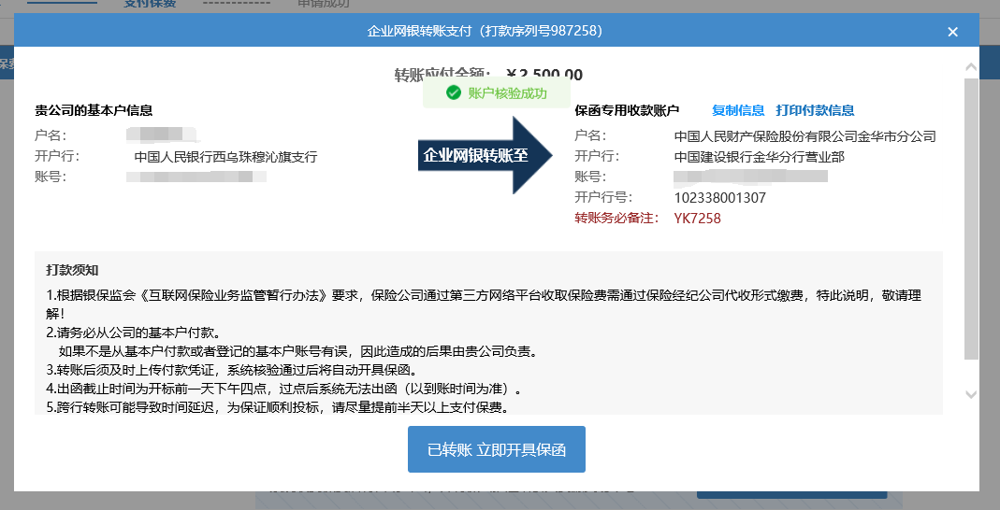 支付保费 ------------ 申请成功
企业网银转账支付（打款序列号987258）
转账应付金额： ￥2,500.00
账户核验成功
贵公司的基本户信息
户名：
开户行： 中国人民银行西乌珠穆沁旗支行
账号：
企业网银转账至
保函专用收款账户 复制信息 打印付款信息
户名： 中国人民财产保险股份有限公司金华市分公司
开户行： 中国建设银行金华分行营业部
账号：
开户行号： 102338001307
转账务必备注： YK7258
打款须知
1.根据银保监会《互联网保险业务监管暂行办法》要求，保险公司通过第三方网络平台收取保险费需通过保险经纪公司代收形式缴费，特此说明，敬请理
解！
2.请务必从公司的基本户付款。
如果不是从基本户付款或者登记的基本户账号有误，因此造成的后果由贵公司负责。
3.转账后须及时上传付款凭证，系统核验通过后将自动开具保函。
4.出函截止时间为开标前一天下午四点，过点后系统无法出函（以到账时间为准）。
5.跨行转账可能导致时间延迟，为保证顺利投标，请尽量提前半天以上支付保费。
已转账 立即开具保函